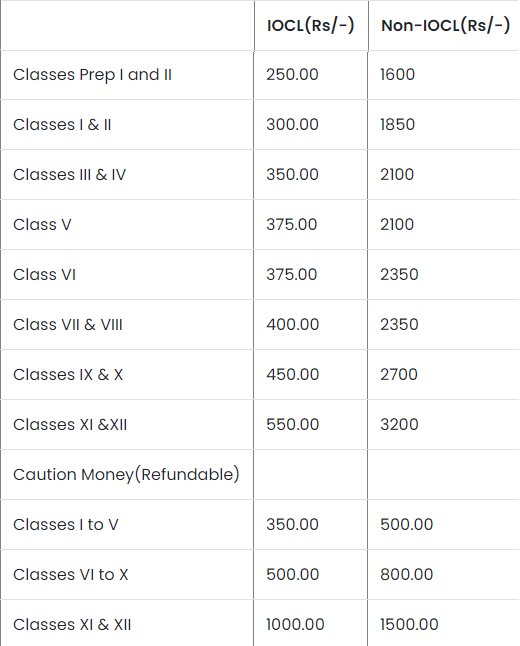 IOCL(Rs/-) Non-IOCL(Rs/-)
Classes Prep I and II 250.00 1600
Classes I & II 300.00 1850
Classes III & IV 350.00 2100
Class V 375.00 2100
Class VI 375.00 2350
Class VII & VIII 400.00 2350
Classes IX & X 450.00 2700
Classes XI &XII 550.00 3200
Caution Money(Refundable)
Classes I to V 350.00 500.00
Classes VI to X 500.00 800.00
Classes XI & XII 1000.00 1500.00